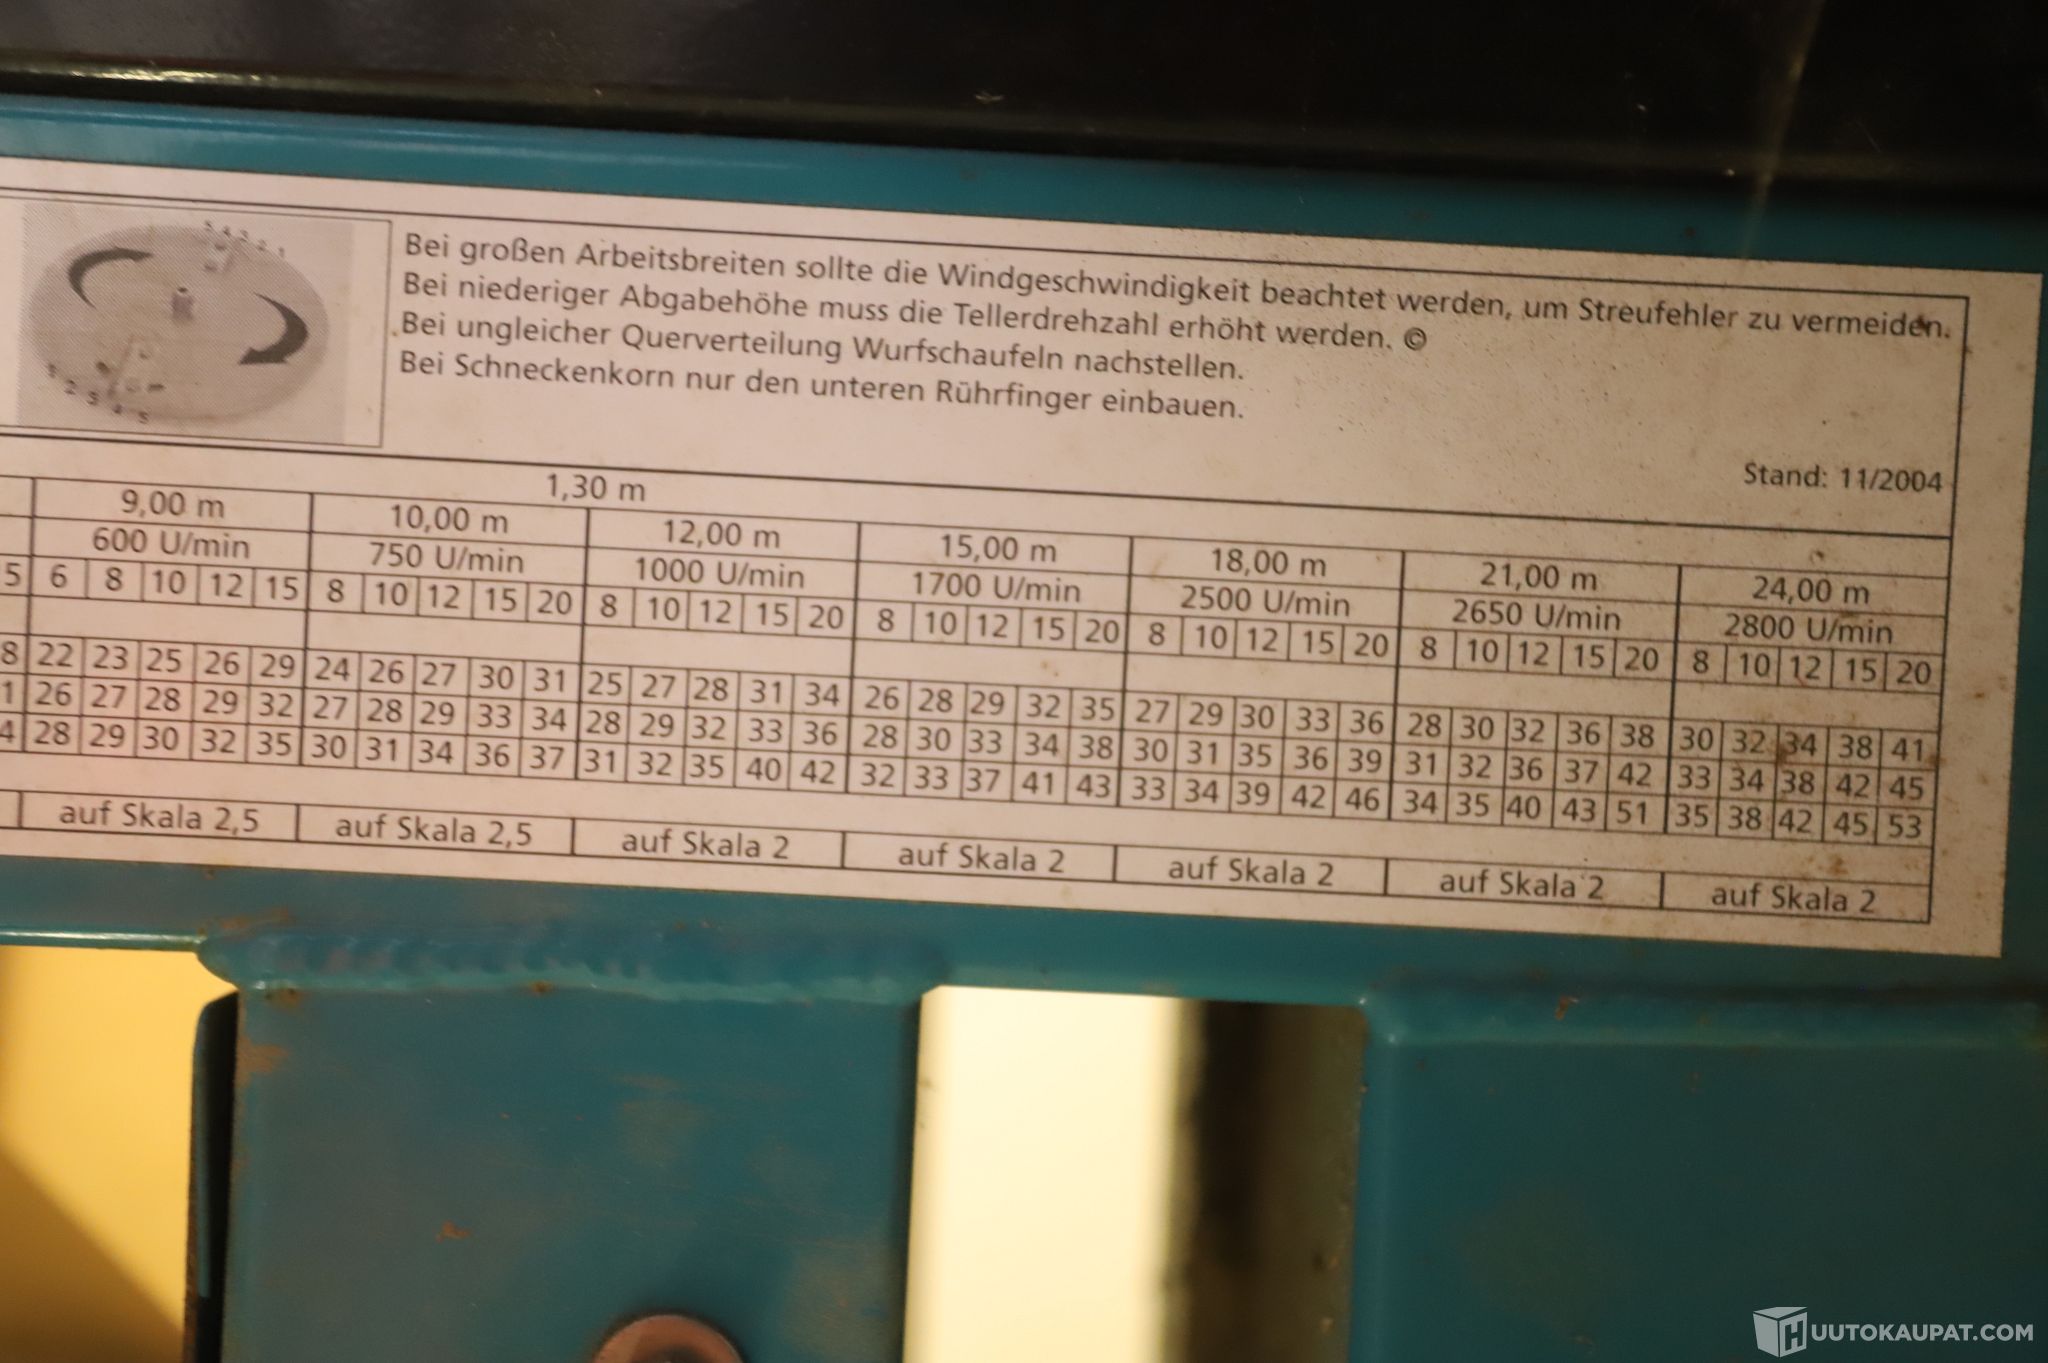 5 4 3 2 1
1 2 3 4 5
Bei großen Arbeitsbreiten sollte die Windgeschwindigkeit beachtet werden, um Streufehler zu vermeiden.
Bei niederiger Abgabehöhe muss die Tellerdrehzahl erhöht werden. ©
Bei ungleicher Querverteilung Wurfschaufeln nachstellen.
Bei Schneckenkorn nur den unteren Rührfinger einbauen.
Stand: 11/2004
1,30 m
9,00 m 10,00 m 12,00 m 15,00 m 18,00 m 21,00 m 24,00 m
600 U/min 750 U/min 1000 U/min 1700 U/min 2500 U/min 2650 U/min 2800 U/min
5 6 8 10 12 15 8 10 12 15 20 8 10 12 15 20 8 10 12 15 20 8 10 12 15 20 8 10 12 15 20 8 10 12 15 20
8 22 23 25 26 29 24 26 27 30 31 25 27 28 31 34 26 28 29 32 35 27 29 30 33 36 28 30 32 36 38 30 32 34 38 41
1 26 27 28 29 32 27 28 29 33 34 28 29 32 33 36 28 30 33 34 38 30 31 35 36 39 31 32 36 37 42 33 34 38 42 45
4 28 29 30 32 35 30 31 34 36 37 31 32 35 40 42 32 33 37 41 43 33 34 39 42 46 34 35 40 43 51 35 38 42 45 53
auf Skala 2,5 auf Skala 2,5 auf Skala 2 auf Skala 2 auf Skala 2 auf Skala 2 auf Skala 2
HUUTOKAUPAT.COM